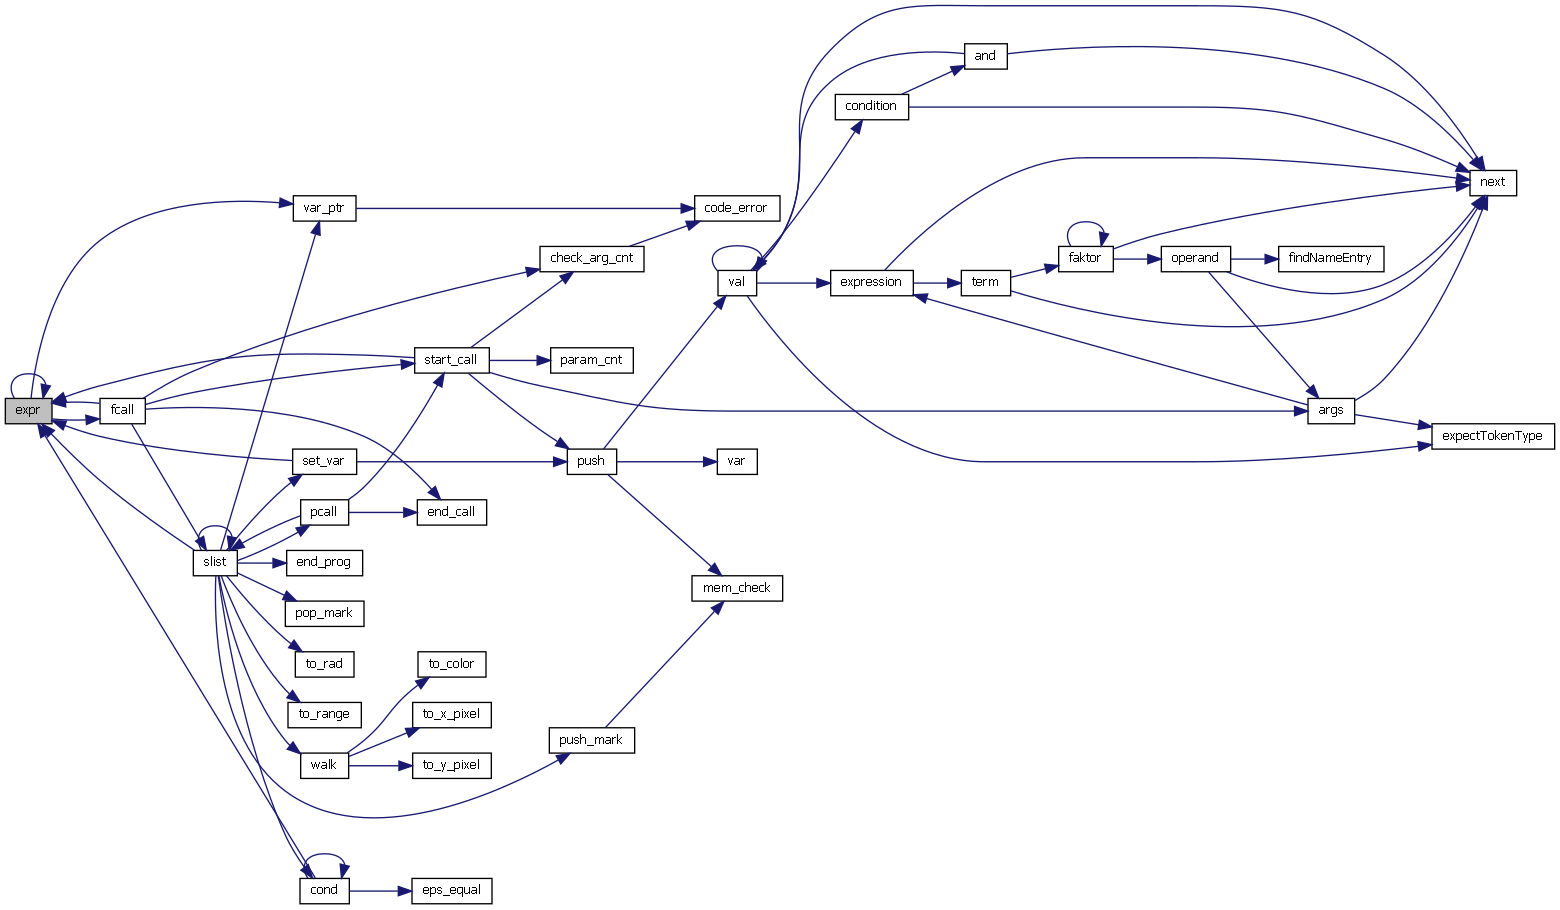 and
condition
next
var_ptr
code_error
check_arg_cnt
faktor
operand
findNameEntry
val
expression
term
start_call
param_cnt
expr
fcall
args
expectTokenType
set_var
push
var
pcall
end_call
slist
end_prog
mem_check
pop_mark
to_rad
to_color
to_range
to_x_pixel
push_mark
walk
to_y_pixel
cond
eps_equal